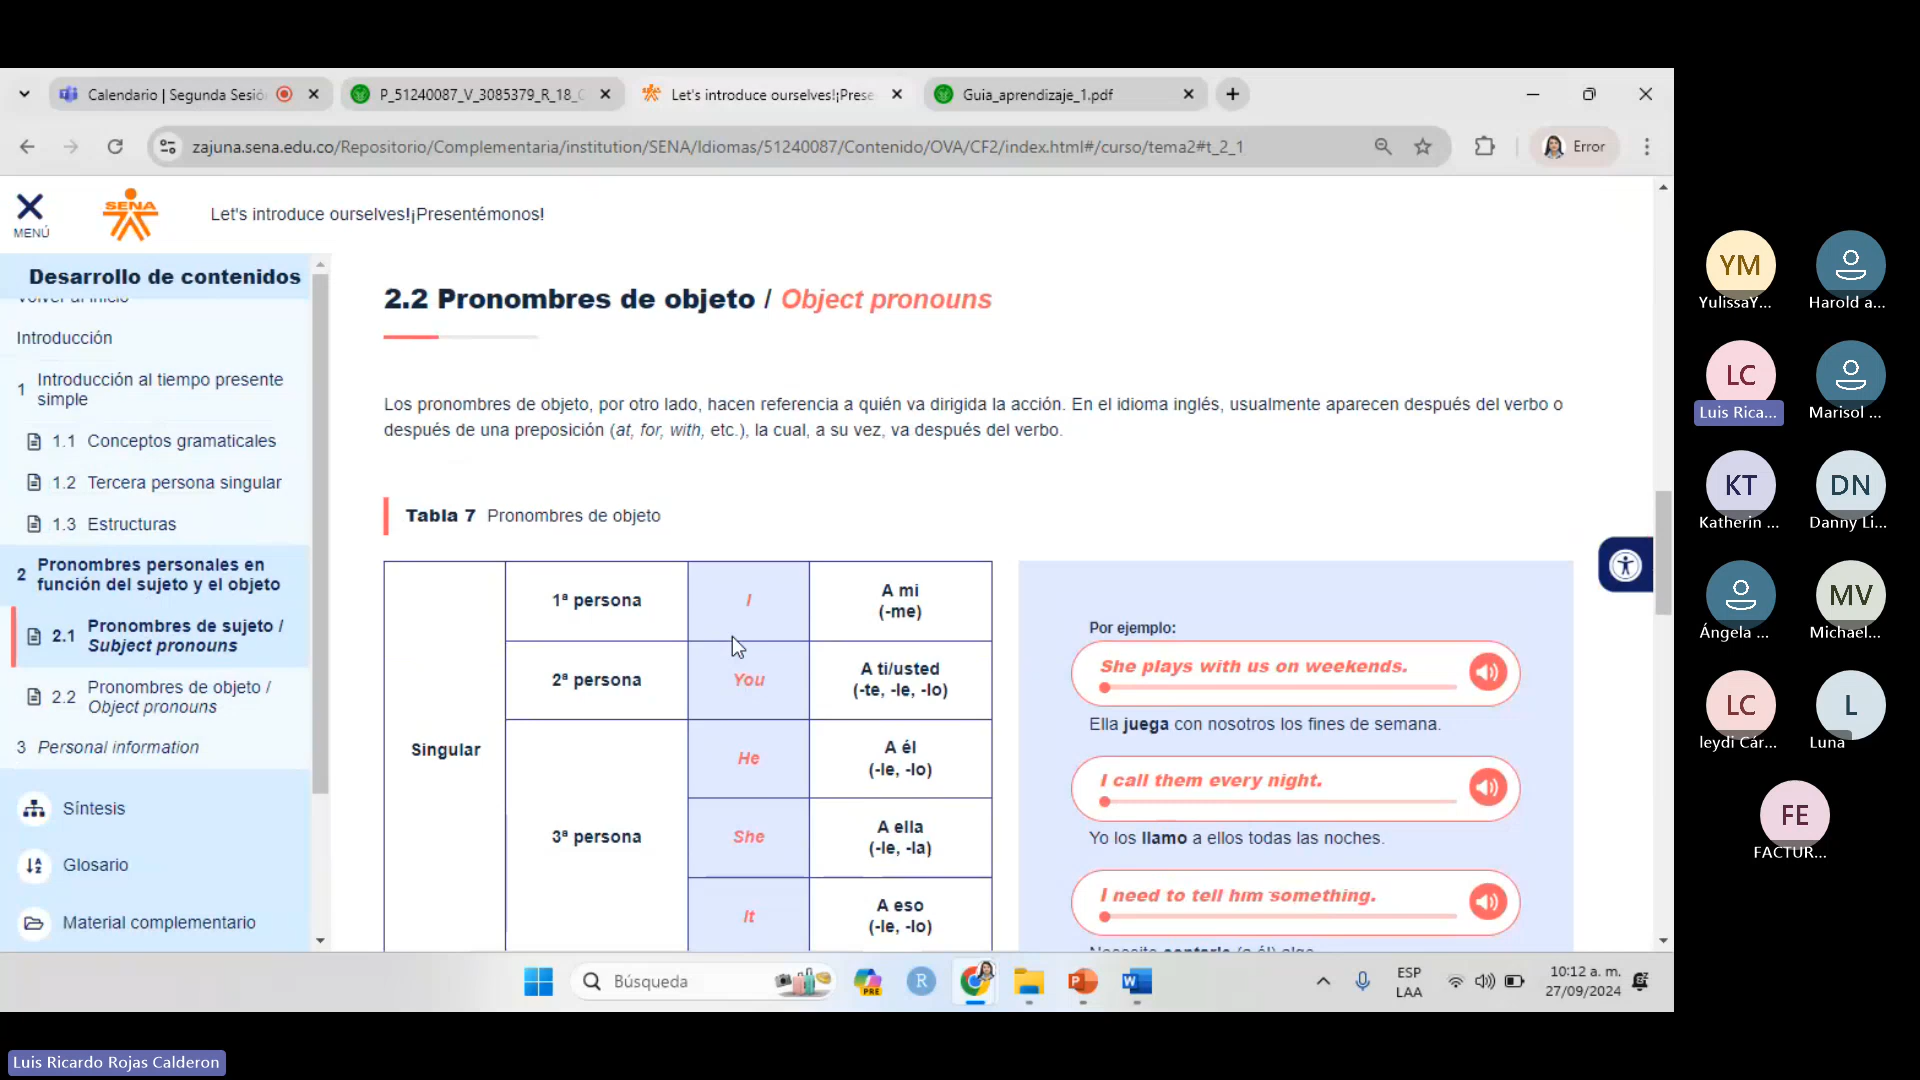 Calendario | Segunda Sesió
P_51240087_V_3085379_R_18_
Let's introduce ourselves!¡Prese
Guia_aprendizaje_1.pdf
zajuna.sena.edu.co/Repositorio/Complementaria/institution/SENA/Idiomas/51240087/Contenido/OVA/CF2/index.html#/curso/tema2#t_2_1
Error
MENÚ
SENA
Let's introduce ourselves!¡Presentémonos!
Desarrollo de contenidos
Volver al inicio
Introducción
1 Introducción al tiempo presente
simple
1.1 Conceptos gramaticales
1.2 Tercera persona singular
1.3 Estructuras
2 Pronombres personales en
función del sujeto y el objeto
2.1 Pronombres de sujeto /
Subject pronouns
2.2 Pronombres de objeto /
Object pronouns
3 Personal information
Síntesis
Glosario
Material complementario
2.2 Pronombres de objeto / Object pronouns
Los pronombres de objeto, por otro lado, hacen referencia a quién va dirigida la acción. En el idioma inglés, usualmente aparecen después del verbo o
después de una preposición (at, for, with, etc.), la cual, a su vez, va después del verbo.
Tabla 7 Pronombres de objeto
Singular
1ª persona
I
A mi
(-me)
2ª persona
You
A ti/usted
(-te, -le, -lo)
3ª persona
He
A él
(-le, -lo)
She
A ella
(-le, -la)
It
A eso
(-le, -lo)
Por ejemplo:
She plays with us on weekends.
Ella juega con nosotros los fines de semana.
I call them every night.
Yo los llamo a ellos todas las noches.
I need to tell him something.
Necesito contarle (a él) algo.
Búsqueda
PRE
R
W
ESP
LAA
10:12 a. m.
27/09/2024
YM
YulissaY...
Harold a...
LC
Luis Rica...
Marisol ...
KT
Katherin ...
DN
Danny Li...
Ángela ...
MV
Michael...
LC
leydi Cár...
L
Luna
FE
FACTUR...
Luis Ricardo Rojas Calderon